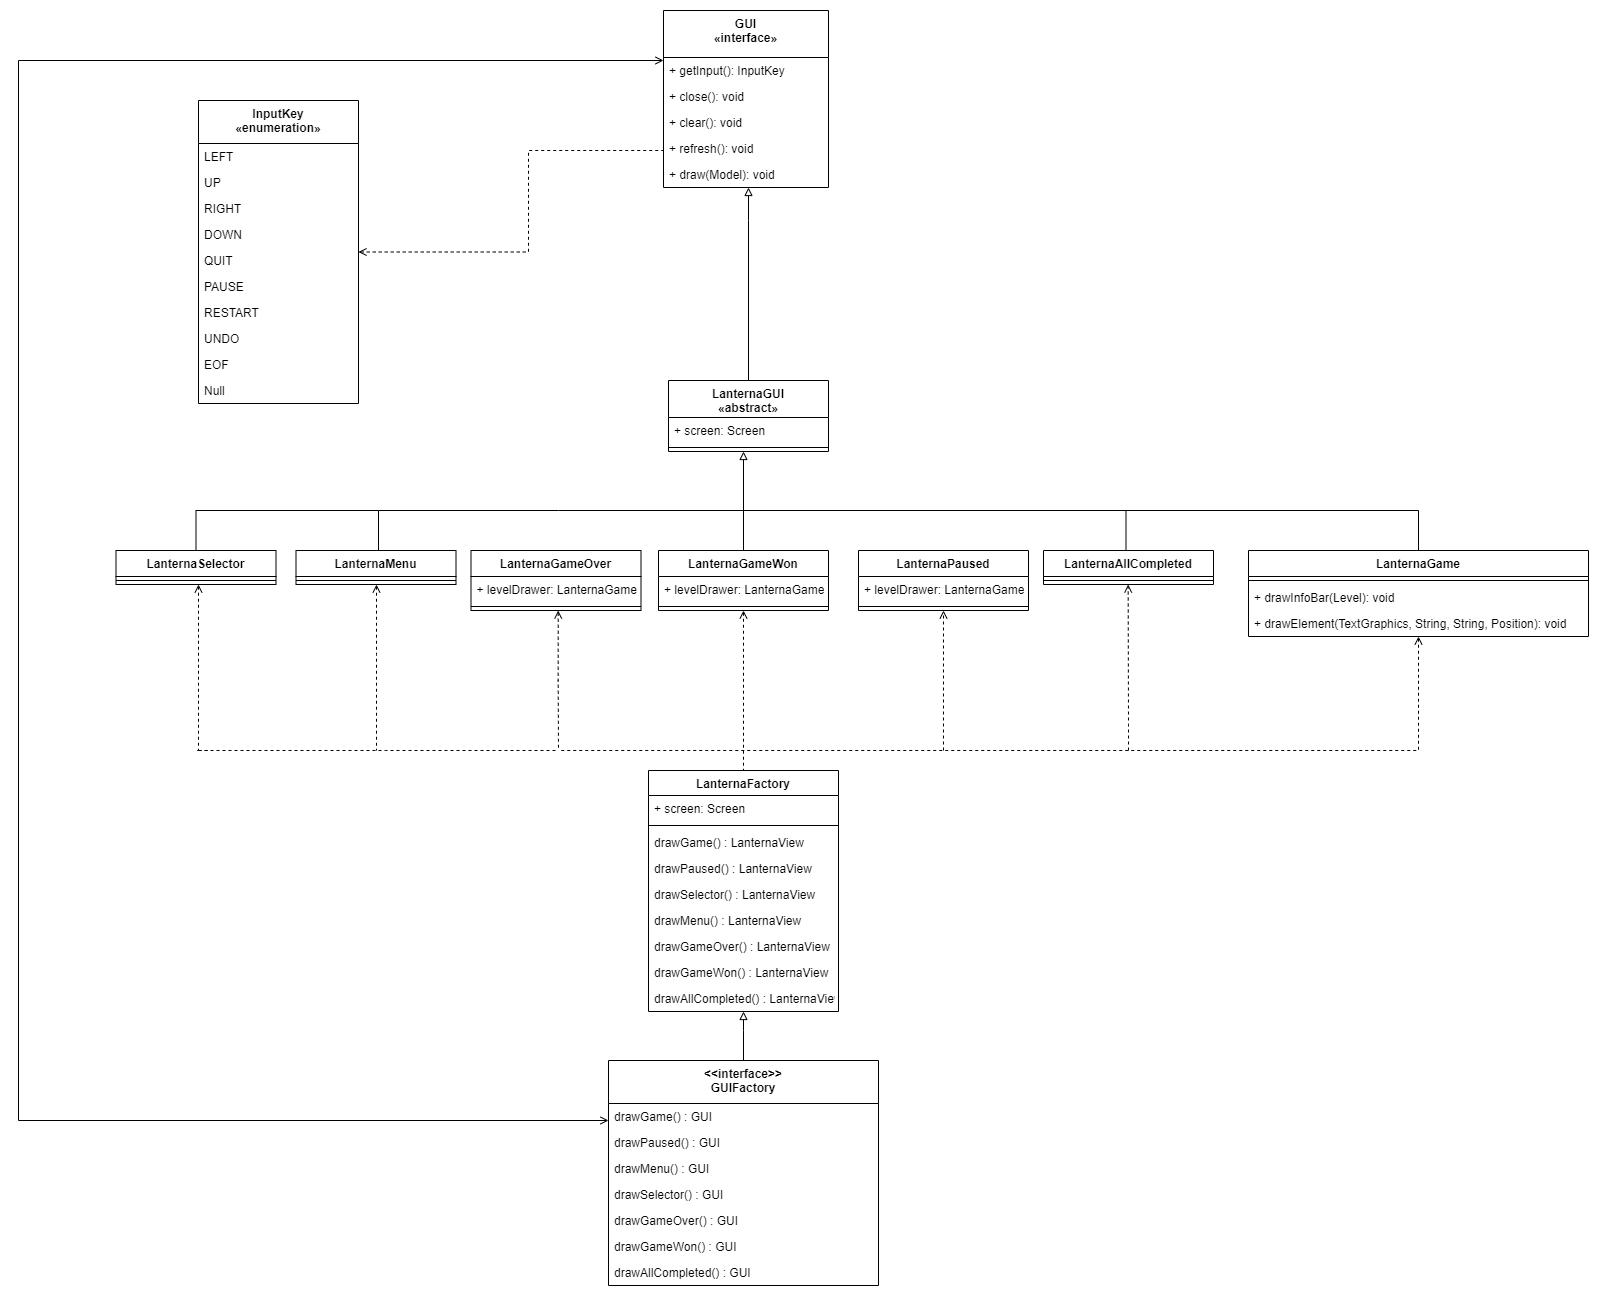 GUI
«interface»
+ getInput(): InputKey
+ close(): void
+ clear(): void
+ refresh(): void
+ draw(Model): void
InputKey
«enumeration»
LEFT
UP
RIGHT
DOWN
QUIT
PAUSE
RESTART
UNDO
EOF
Null
LanternaGUI
«abstract»
+ screen: Screen
LanternaSelector
LanternaMenu
LanternaGameOver
+ levelDrawer: LanternaGame
LanternaGameWon
+ levelDrawer: LanternaGame
LanternaPaused
+ levelDrawer: LanternaGame
LanternaAllCompleted
LanternaGame
+ drawInfoBar(Level): void
+ drawElement(TextGraphics, String, String, Position): void
LanternaFactory
+ screen: Screen
drawGame() : LanternaView
drawPaused() : LanternaView
drawSelector() : LanternaView
drawMenu() : LanternaView
drawGameOver() : LanternaView
drawGameWon() : LanternaView
drawAllCompleted() : LanternaVie
<<interface>>
GUIFactory
drawGame() : GUI
drawPaused() : GUI
drawMenu() : GUI
drawSelector() : GUI
drawGameOver() : GUI
drawGameWon() : GUI
drawAllCompleted() : GUI